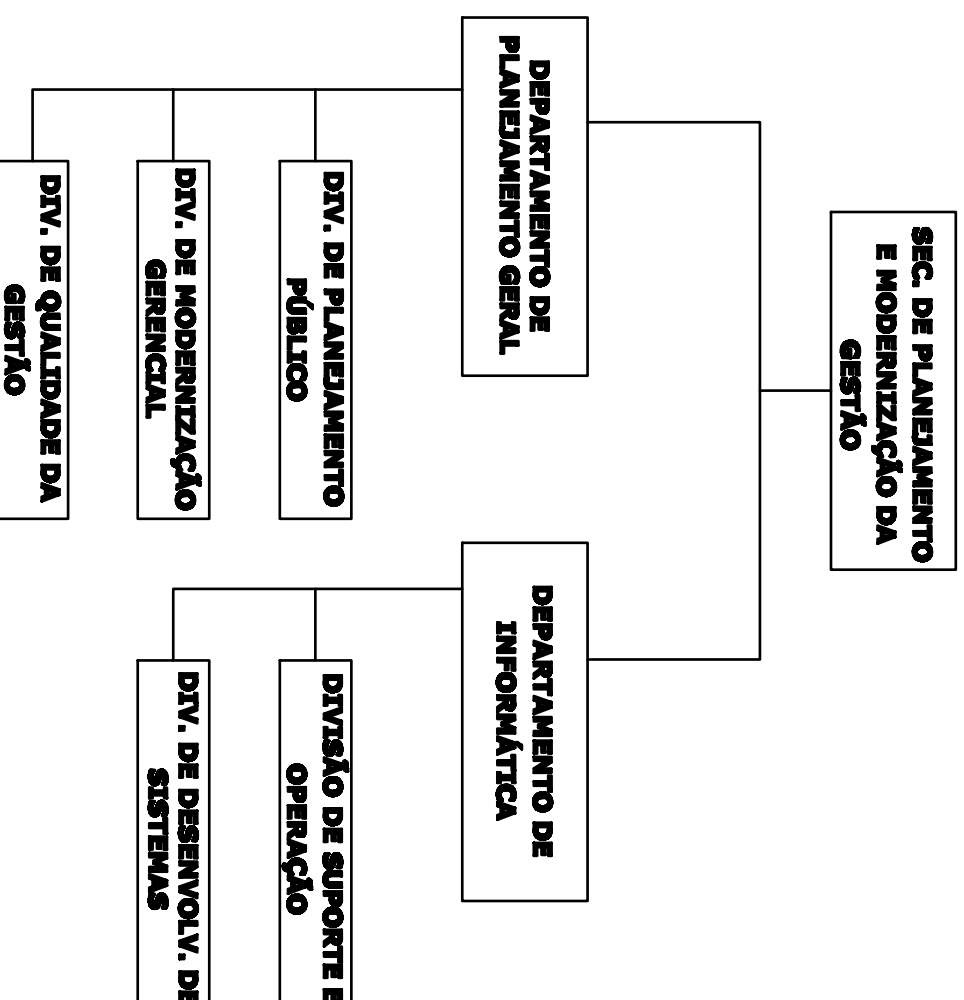 SEC. DE PLANEJAMENTO
E MODERNIZAÇÃO DA
GESTÃO
DEPARTAMENTO DE
PLANEJAMENTO GERAL
DEPARTAMENTO DE
INFORMÁTICA
DIV. DE PLANEJAMENTO
PÚBLICO
DIVISÃO DE SUPORTE E
OPERAÇÃO
DIV. DE MODERNIZAÇÃO
GERENCIAL
DIV. DE DESENVOLV. DE
SISTEMAS
DIV. DE QUALIDADE DA
GESTÃO